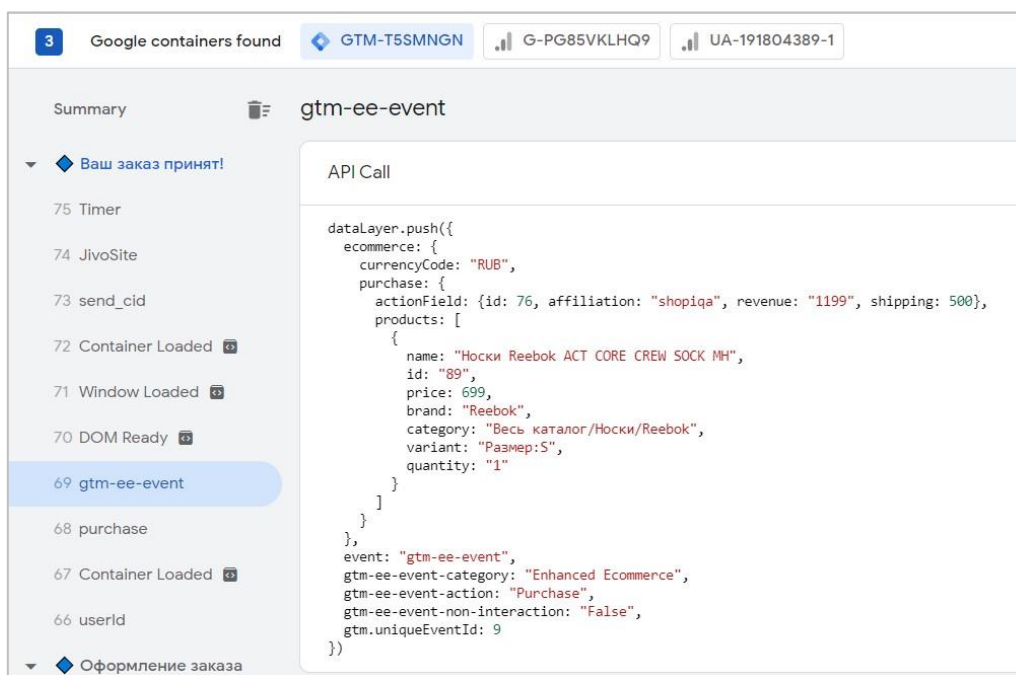 3 Google containers found GTM-T5SMNGN G-PG85VKLHQ9 UA-191804389-1
Summary
Ваш заказ принят!
75 Timer
74 JivoSite
73 send_cid
72 Container Loaded
71 Window Loaded
70 DOM Ready
69 gtm-ee-event
68 purchase
67 Container Loaded
66 userId
Оформление заказа
gtm-ee-event
API Call
dataLayer.push({
ecommerce: {
currencyCode: "RUB",
purchase: {
actionField: {id: 76, affiliation: "shopiqa", revenue: "1199", shipping: 500},
products: [
{
name: "Носки Reebok ACT CORE CREW SOCK MH",
id: "89",
price: 699,
brand: "Reebok",
category: "Весь каталог/Носки/Reebok",
variant: "Размер:S",
quantity: "1"
}
]
}
},
event: "gtm-ee-event",
gtm-ee-event-category: "Enhanced Ecommerce",
gtm-ee-event-action: "Purchase",
gtm-ee-event-non-interaction: "False",
gtm.uniqueEventId: 9
})